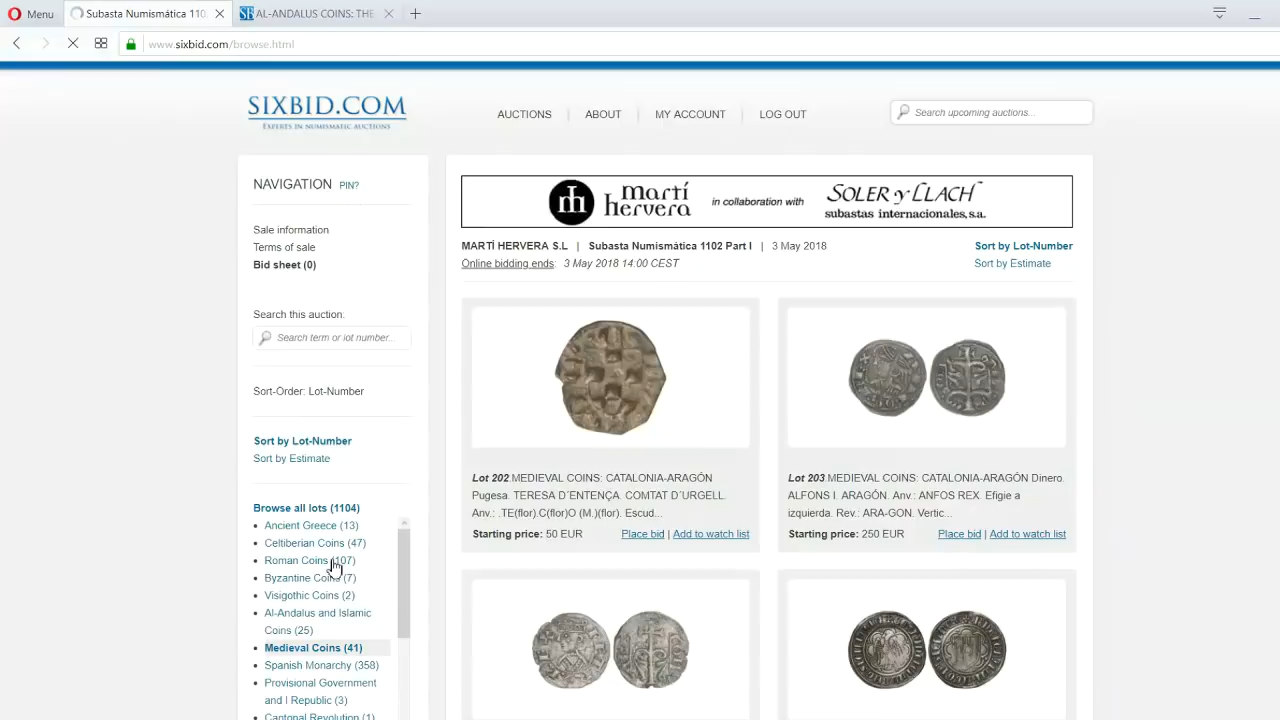 Menu
Subasta Numismática 110
AL-ANDALUS COINS: THE
www.sixbid.com/browse.html
SIXBID.COM
EXPERTS IN NUMISMATIC AUCTIONS
AUCTIONS
ABOUT
MY ACCOUNT
LOG OUT
Search upcoming auctions...
NAVIGATION PIN?
Sale information
Terms of sale
Bid sheet (0)
Search this auction:
Search term or lot number...
Sort-Order: Lot-Number
Sort by Lot-Number
Sort by Estimate
Browse all lots (1104)
Ancient Greece (13)
Celtiberian Coins (47)
Roman Coins (107)
Byzantine Coins (7)
Visigothic Coins (2)
Al-Andalus and Islamic
Coins (25)
Medieval Coins (41)
Spanish Monarchy (358)
Provisional Government
and I Republic (3)
Cantonal Revolution (1)
mh martí
hervera
in collaboration with
SOLER y LLACH
subastas internacionales, s.a.
MARTÍ HERVERA S.L | Subasta Numismática 1102 Part I | 3 May 2018
Online bidding ends: 3 May 2018 14:00 CEST
Sort by Lot-Number
Sort by Estimate
Lot 202 MEDIEVAL COINS: CATALONIA-ARAGÓN
Pugesa. TERESA D´ENTENÇA. COMTAT D´URGELL.
Anv.: .TE(flor).C(flor)O (M.)(flor). Escud...
Starting price: 50 EUR
Place bid | Add to watch list
Lot 203 MEDIEVAL COINS: CATALONIA-ARAGÓN Dinero.
ALFONS I. ARAGÓN. Anv.: ANFOS REX. Efigie a
izquierda. Rev.: ARA-GON. Vertic...
Starting price: 250 EUR
Place bid | Add to watch list